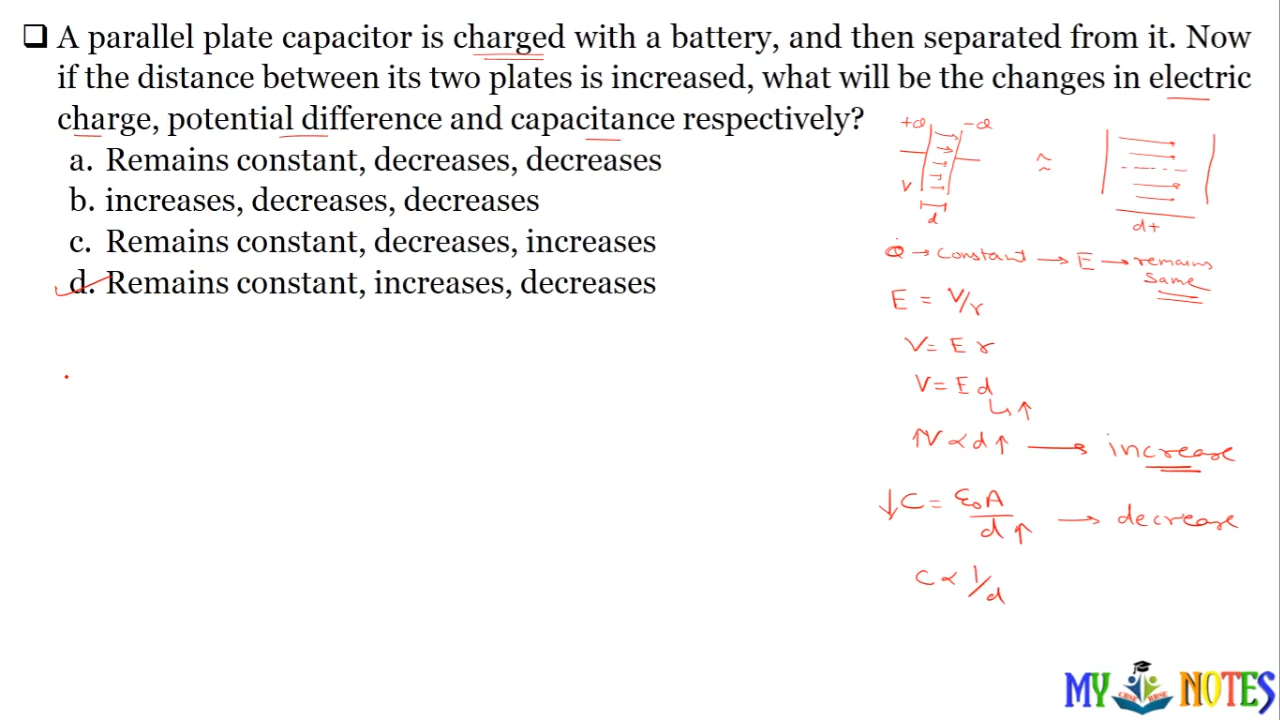 ❑ A parallel plate capacitor is charged with a battery, and then separated from it. Now
if the distance between its two plates is increased, what will be the changes in electric
charge, potential difference and capacitance respectively?
a. Remains constant, decreases, decreases
b. increases, decreases, decreases
c. Remains constant, decreases, increases
d. Remains constant, increases, decreases
+Q -Q
V
d
d+
Q → constant → E → remains
same
E = V/r
V = E r
V = E d
↑
↑V ∝ d↑ → increase
↓C = ε₀A/d↑ → decrease
C ∝ 1/d
MY NOTES